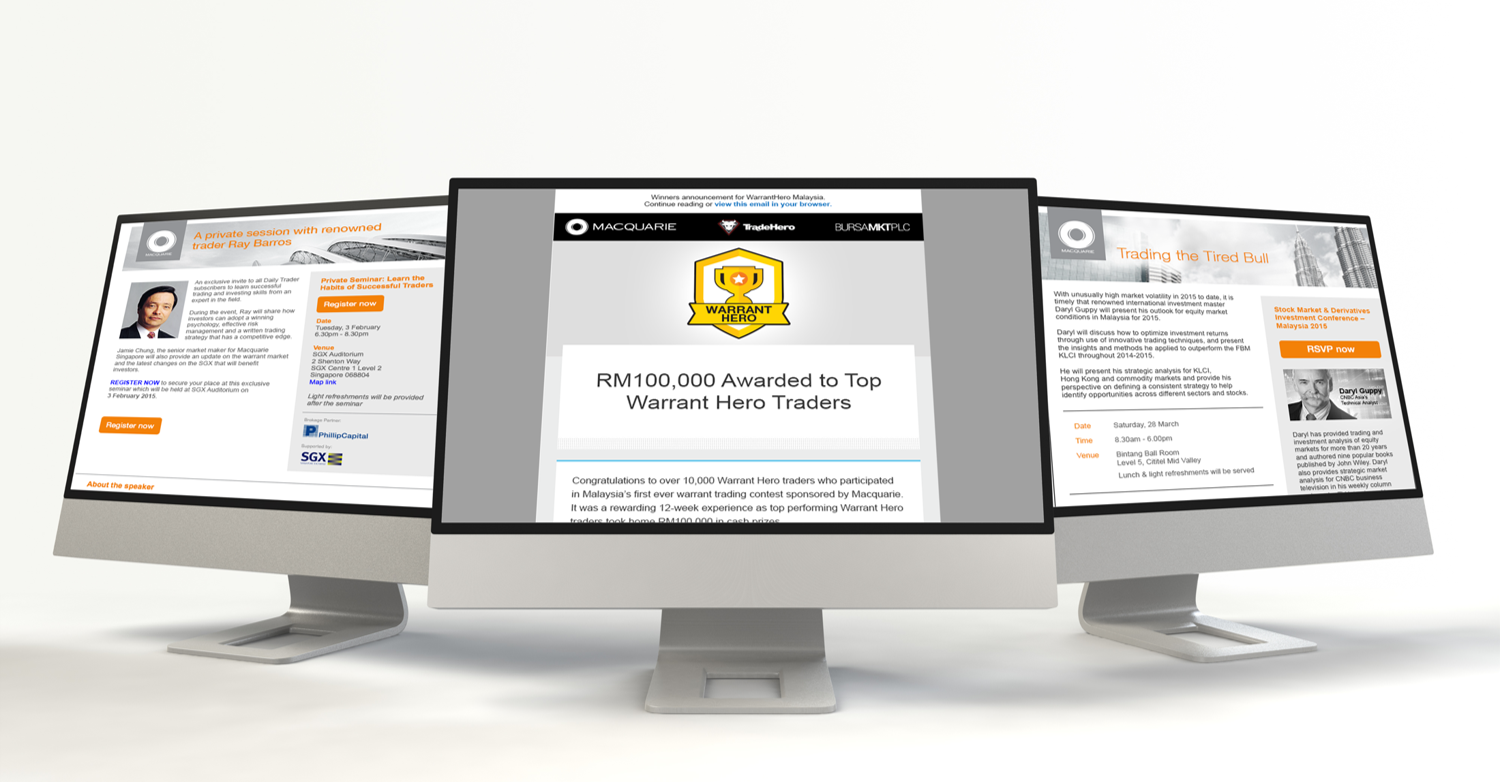 MACQUARIE
A private session with renowned
trader Ray Barros
An exclusive invite to all Daily Trader
subscribers to learn successful
trading and investing skills from an
expert in the field.
During the event, Ray will share how
investors can adopt a winning
psychology, effective risk
management and a written trading
strategy that has a competitive edge.
Jamie Chung, the senior market maker for Macquarie
Singapore will also provide an update on the warrant market
and the latest changes on the SGX that will benefit
investors.
REGISTER NOW to secure your place at this exclusive
seminar which will be held at SGX Auditorium on
3 February 2015.
Register now
About the speaker
Private Seminar: Learn the
Habits of Successful Traders
Register now
Date
Tuesday, 3 February
6.30pm - 8.30pm
Venue
SGX Auditorium
2 Shenton Way
SGX Centre 1 Level 2
Singapore 068804
Map link
Light refreshments will be provided
after the seminar
Brokage Partner:
PhillipCapital
Supported by:
SGX
Winners announcement for WarrantHero Malaysia.
Continue reading or view this email in your browser.
MACQUARIE TradeHero BURSAMKTPLC
WARRANT
HERO
RM100,000 Awarded to Top
Warrant Hero Traders
Congratulations to over 10,000 Warrant Hero traders who participated
in Malaysia's first ever warrant trading contest sponsored by Macquarie.
It was a rewarding 12-week experience as top performing Warrant Hero
traders took home RM100,000 in cash prizes.
MACQUARIE
Trading the Tired Bull
With unusually high market volatility in 2015 to date, it is
timely that renowned international investment master
Daryl Guppy will present his outlook for equity market
conditions in Malaysia for 2015.
Daryl will discuss how to optimize investment returns
through use of innovative trading techniques, and present
the insights and methods he applied to outperform the FBM
KLCI throughout 2014-2015.
He will present his strategic analysis for KLCI,
Hong Kong and commodity markets and provide his
perspective on defining a consistent strategy to help
identify opportunities across different sectors and stocks.
Date Saturday, 28 March
Time 8.30am - 6.00pm
Venue Bintang Ball Room
Level 5, Cititel Mid Valley
Lunch & light refreshments will be served
Stock Market & Derivatives
Investment Conference –
Malaysia 2015
RSVP now
Daryl Guppy
CNBC Asia's
Technical Analyst
Daryl has provided trading and
investment analysis of equity
markets for more than 20 years
and authored nine popular books
published by John Wiley. Daryl
also provides strategic market
analysis for CNBC business
television in his weekly column